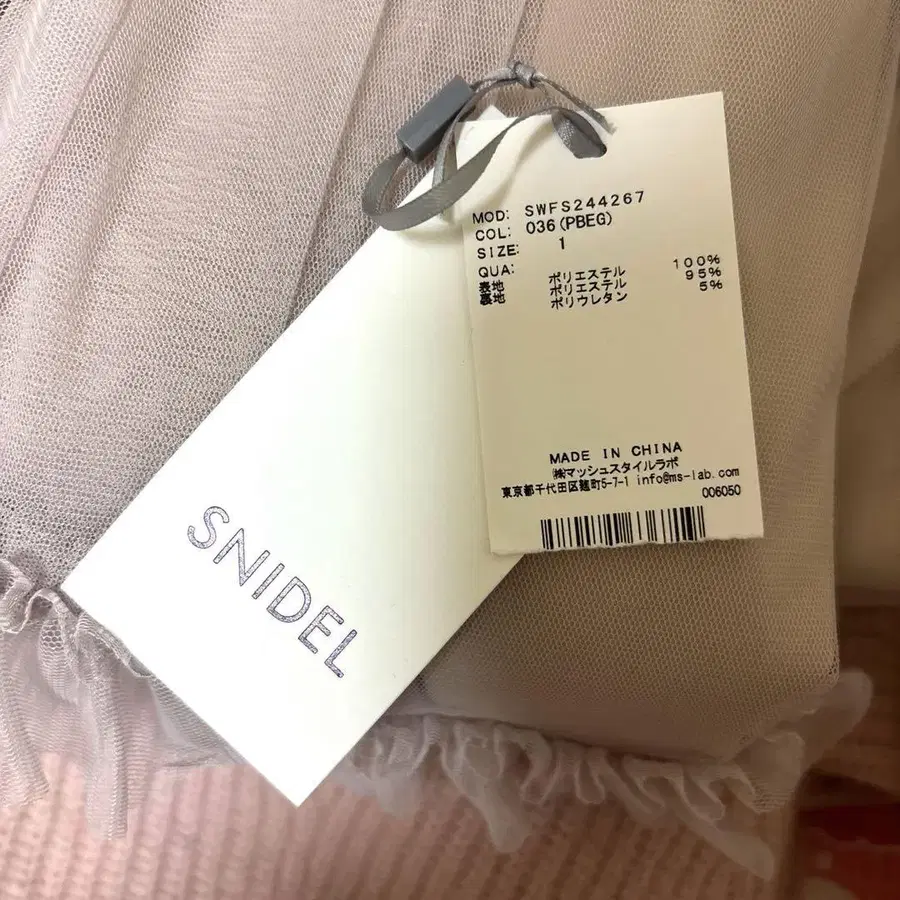 MOD: SWFS244267
COL: 036(PBEG)
SIZE: 1
QUA:
表地 ポリエステル 100%
裏地 ポリエステル 95%
ポリウレタン 5%
MADE IN CHINA
㈱マッシュスタイルラボ
東京都千代田区麹町5-7-1 info@ms-lab.com
006050
SNIDEL